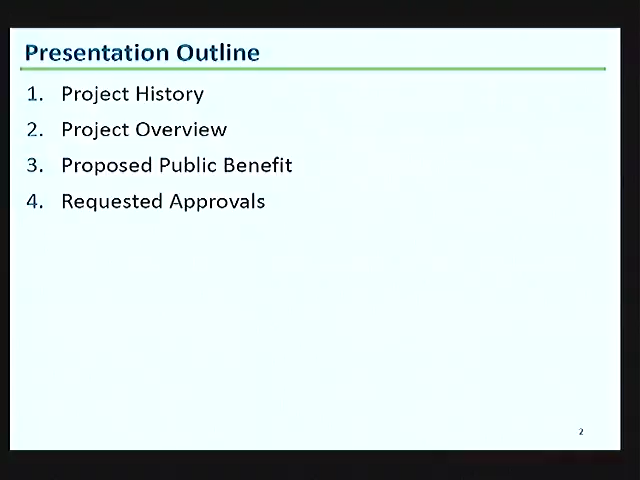 Presentation Outline
1. Project History
2. Project Overview
3. Proposed Public Benefit
4. Requested Approvals
2